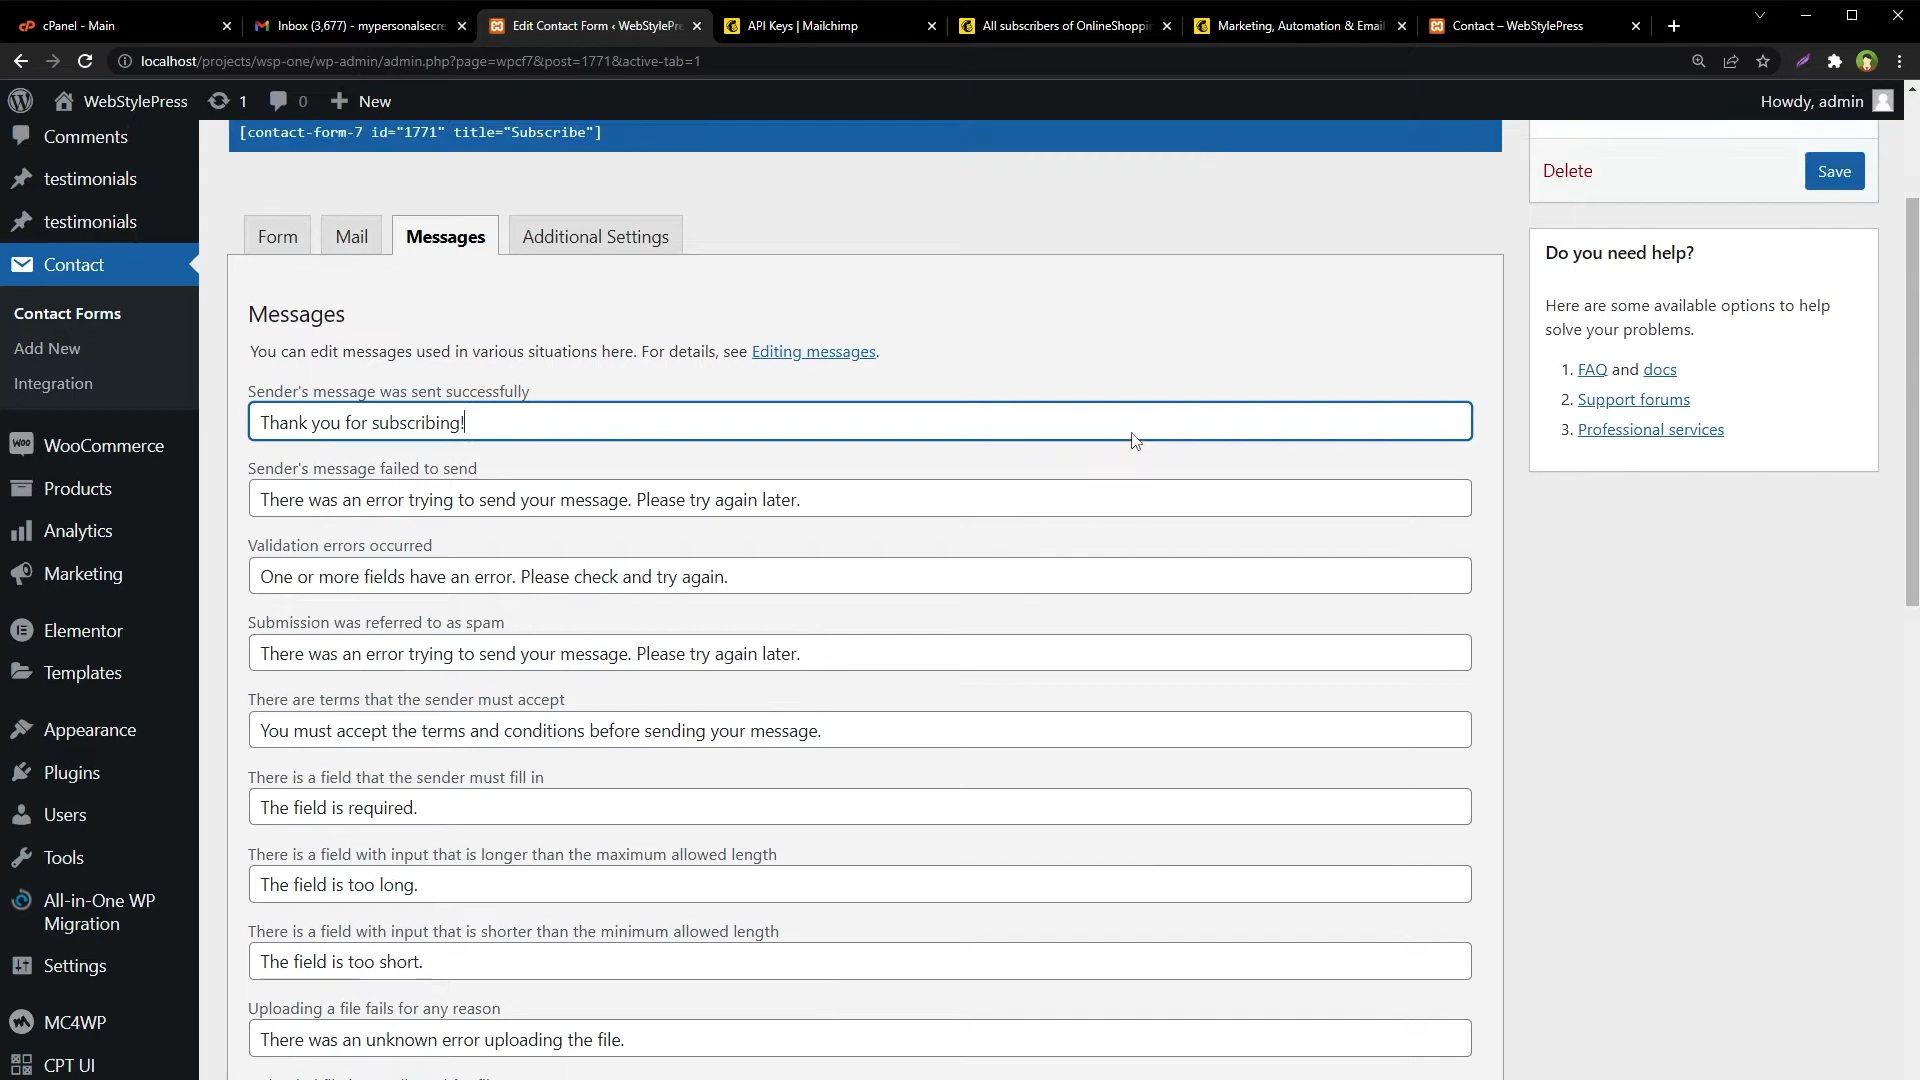 cPanel - Main
Inbox (3,677) - mypersonalsecre
Edit Contact Form ‹ WebStylePre
API Keys | Mailchimp
All subscribers of OnlineShoppin
Marketing, Automation & Email
Contact – WebStylePress
localhost/projects/wsp-one/wp-admin/admin.php?page=wpcf7&post=1771&active-tab=1
WebStylePress
1
0
New
Howdy, admin
Comments
testimonials
testimonials
Contact
Contact Forms
Add New
Integration
WooCommerce
Products
Analytics
Marketing
Elementor
Templates
Appearance
Plugins
Users
Tools
All-in-One WP
Migration
Settings
MC4WP
CPT UI
[contact-form-7 id="1771" title="Subscribe"]
Form
Mail
Messages
Additional Settings
Messages
You can edit messages used in various situations here. For details, see Editing messages.
Sender's message was sent successfully
Thank you for subscribing!
Sender's message failed to send
There was an error trying to send your message. Please try again later.
Validation errors occurred
One or more fields have an error. Please check and try again.
Submission was referred to as spam
There was an error trying to send your message. Please try again later.
There are terms that the sender must accept
You must accept the terms and conditions before sending your message.
There is a field that the sender must fill in
The field is required.
There is a field with input that is longer than the maximum allowed length
The field is too long.
There is a field with input that is shorter than the minimum allowed length
The field is too short.
Uploading a file fails for any reason
There was an unknown error uploading the file.
Delete
Save
Do you need help?
Here are some available options to help
solve your problems.
1. FAQ and docs
2. Support forums
3. Professional services